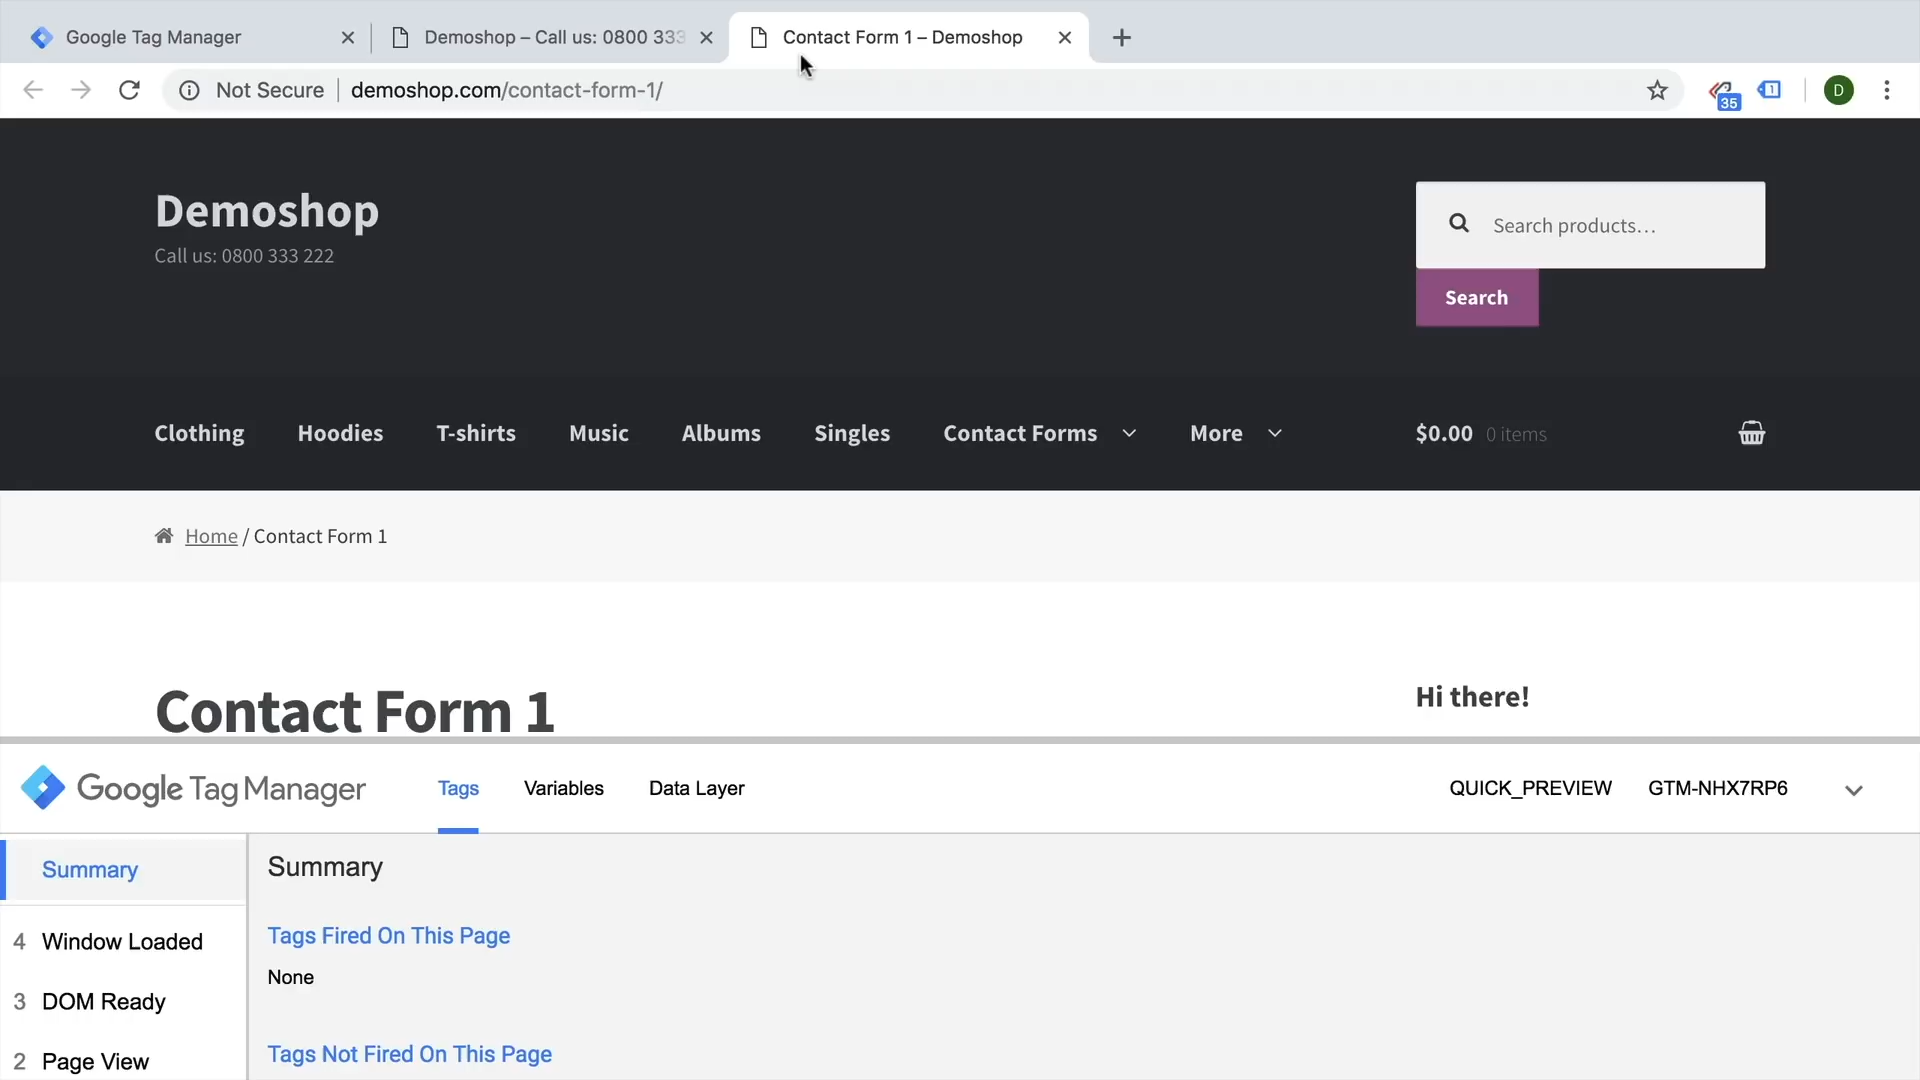 Google Tag Manager
Demoshop – Call us: 0800 333
Contact Form 1 – Demoshop
Not Secure
demoshop.com/contact-form-1/
35
1
D
Demoshop
Call us: 0800 333 222
Search products…
Search
Clothing
Hoodies
T-shirts
Music
Albums
Singles
Contact Forms
More
$0.00 0 items
Home / Contact Form 1
Contact Form 1
Hi there!
Google Tag Manager
Tags
Variables
Data Layer
QUICK_PREVIEW
GTM-NHX7RP6
Summary
4 Window Loaded
3 DOM Ready
2 Page View
Summary
Tags Fired On This Page
None
Tags Not Fired On This Page